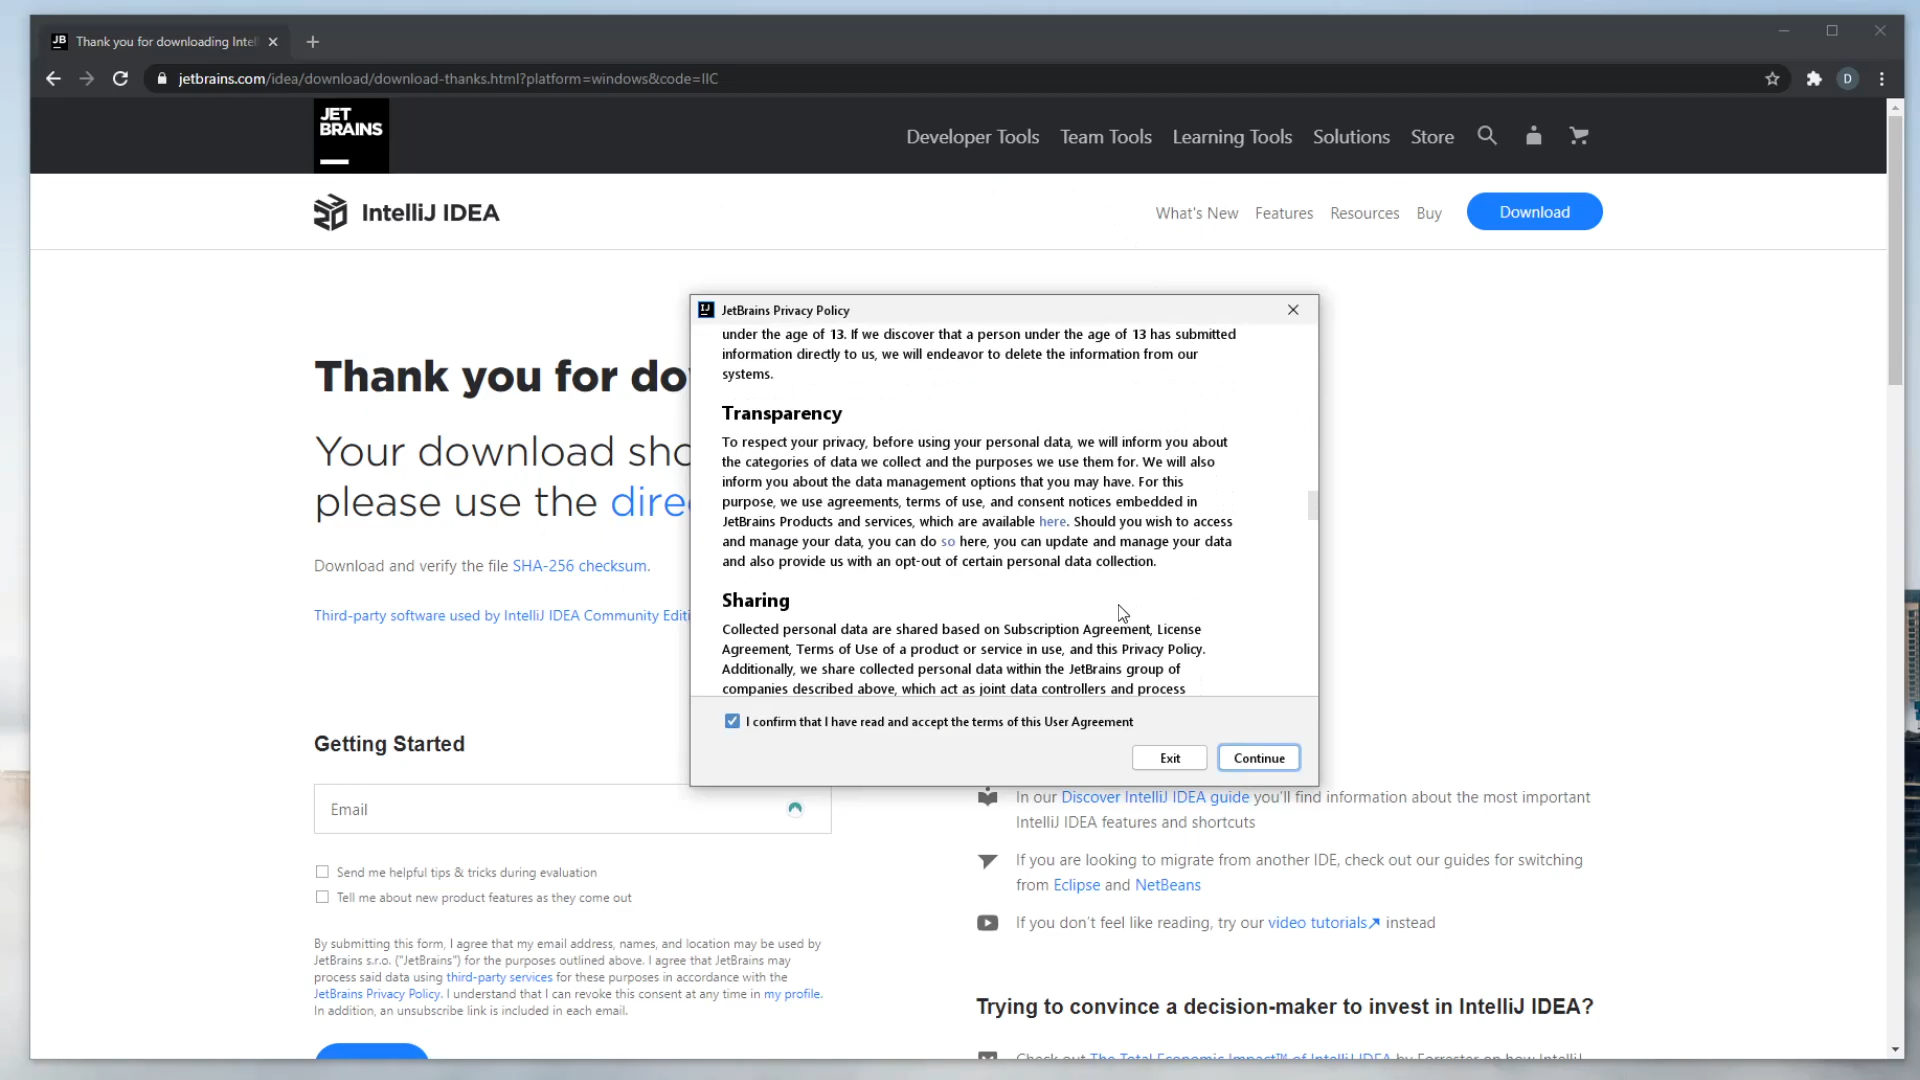 JB Thank you for downloading Intel
jetbrains.com/idea/download/download-thanks.html?platform=windows&code=IIC
D
JET
BRAINS
Developer Tools Team Tools Learning Tools Solutions Store
IntelliJ IDEA
What's New Features Resources Buy Download
Thank you for do
Your download sho
please use the dire
Download and verify the file SHA-256 checksum.
Third-party software used by IntelliJ IDEA Community Editi
IJ JetBrains Privacy Policy
under the age of 13. If we discover that a person under the age of 13 has submitted
information directly to us, we will endeavor to delete the information from our
systems.
Transparency
To respect your privacy, before using your personal data, we will inform you about
the categories of data we collect and the purposes we use them for. We will also
inform you about the data management options that you may have. For this
purpose, we use agreements, terms of use, and consent notices embedded in
JetBrains Products and services, which are available here. Should you wish to access
and manage your data, you can do so here, you can update and manage your data
and also provide us with an opt-out of certain personal data collection.
Sharing
Collected personal data are shared based on Subscription Agreement, License
Agreement, Terms of Use of a product or service in use, and this Privacy Policy.
Additionally, we share collected personal data within the JetBrains group of
companies described above, which act as joint data controllers and process
I confirm that I have read and accept the terms of this User Agreement
Exit Continue
Getting Started
Email
Send me helpful tips & tricks during evaluation
Tell me about new product features as they come out
By submitting this form, I agree that my email address, names, and location may be used by
JetBrains s.r.o. ("JetBrains") for the purposes outlined above. I agree that JetBrains may
process said data using third-party services for these purposes in accordance with the
JetBrains Privacy Policy. I understand that I can revoke this consent at any time in my profile.
In addition, an unsubscribe link is included in each email.
In our Discover IntelliJ IDEA guide you'll find information about the most important
IntelliJ IDEA features and shortcuts
If you are looking to migrate from another IDE, check out our guides for switching
from Eclipse and NetBeans
If you don't feel like reading, try our video tutorials↗ instead
Trying to convince a decision-maker to invest in IntelliJ IDEA?
Check out The Total Economic Impact™ of IntelliJ IDEA by Forrester on how IntelliJ